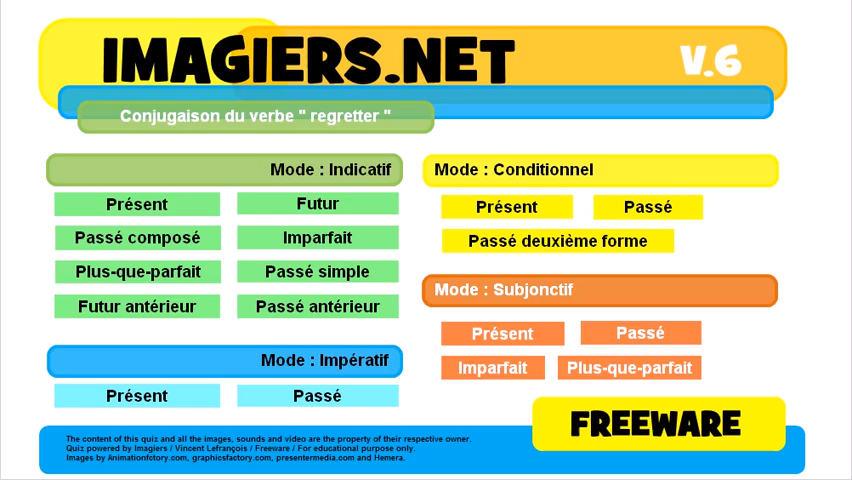 IMAGIERS.NET
V.6
Conjugaison du verbe " regretter "
Mode : Indicatif
Présent
Futur
Passé composé
Imparfait
Plus-que-parfait
Passé simple
Futur antérieur
Passé antérieur
Mode : Impératif
Présent
Passé
Mode : Conditionnel
Présent
Passé
Passé deuxième forme
Mode : Subjonctif
Présent
Passé
Imparfait
Plus-que-parfait
FREEWARE
The content of this quiz and all the images, sounds and video are the property of their respective owner.
Quiz powered by Imagiers / Vincent Lefrançois / Freeware / For educational purpose only.
Images by Animationfctory.com, graphicsfactory.com, presentermedia.com and Hemera.